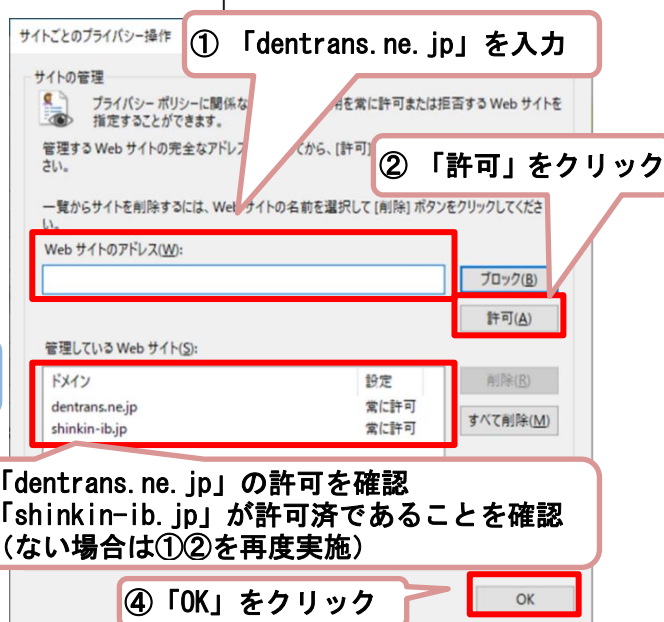 サイトごとのプライバシー操作
① 「dentrans.ne.jp」を入力
サイトの管理
プライバシー ポリシーに関係な
用を常に許可または拒否する Web サイトを
指定することができます。
管理する Web サイトの完全なアドレ
てから、[許可]
さい。
② 「許可」をクリック
一覧からサイトを削除するには、Web サイトの名前を選択して [削除] ボタンをクリックしてくださ
い。
Web サイトのアドレス(W):
ブロック(B)
許可(A)
管理している Web サイト(S):
ドメイン 設定
削除(R)
dentrans.ne.jp 常に許可
shinkin-ib.jp 常に許可
すべて削除(M)
「dentrans.ne.jp」の許可を確認
「shinkin-ib.jp」が許可済であることを確認
(ない場合は①②を再度実施)
④「OK」をクリック
OK